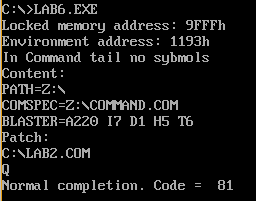 C:\>LAB6.EXE
Locked memory address: 9FFFh
Environment address: 1193h
In Command tail no sybmols
Content:
PATH=Z:\
COMSPEC=Z:\COMMAND.COM
BLASTER=A220 I7 D1 H5 T6
Patch:
C:\LAB2.COM
Q
Normal completion. Code =  81